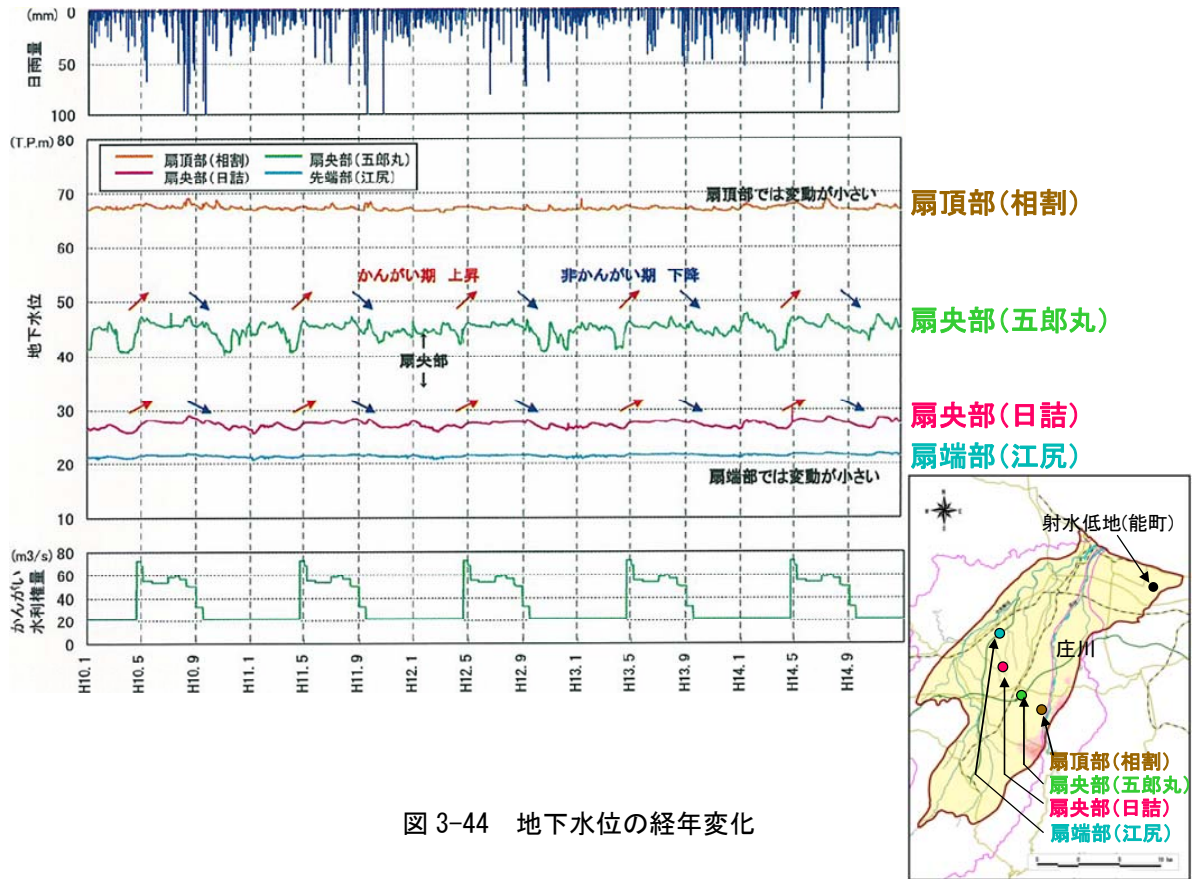 (mm) 0
50
100
日雨量
(T.P.m) 80
70
60
50
40
30
20
10
地下水位
扇頂部(相割)
扇央部(五郎丸)
扇央部(日詰)
先端部(江尻)
扇頂部では変動が小さい
かんがい期 上昇
非かんがい期 下降
↑
扇央部
↓
扇端部では変動が小さい
扇頂部(相割)
扇央部(五郎丸)
扇央部(日詰)
扇端部(江尻)
(m3/s) 80
60
40
20
0
かんがい
水利権量
H10.1
H10.5
H10.9
H11.1
H11.5
H11.9
H12.1
H12.5
H12.9
H13.1
H13.5
H13.9
H14.1
H14.5
H14.9
射水低地(能町)
庄川
扇頂部(相割)
扇央部(五郎丸)
扇央部(日詰)
扇端部(江尻)
図 3-44 地下水位の経年変化